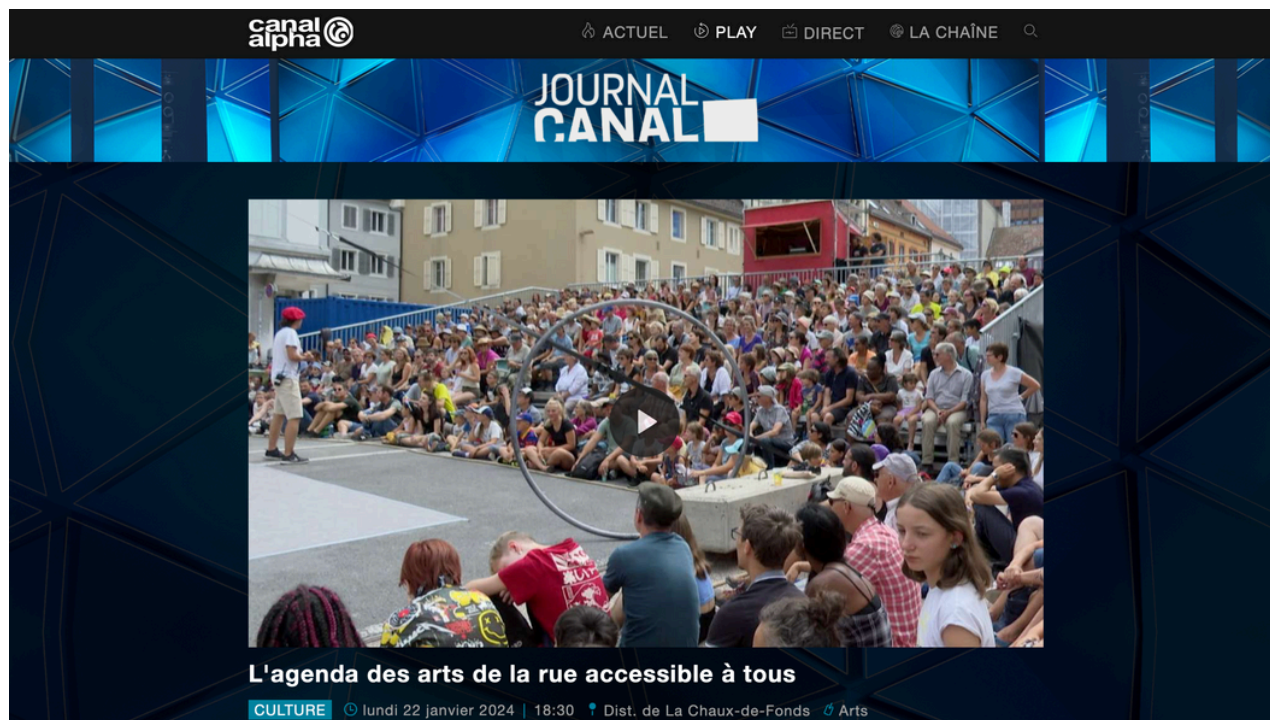 canal
alpha
ACTUEL PLAY DIRECT LA CHAÎNE
JOURNAL
CANAL
L'agenda des arts de la rue accessible à tous
CULTURE lundi 22 janvier 2024 | 18:30 Dist. de La Chaux-de-Fonds Arts